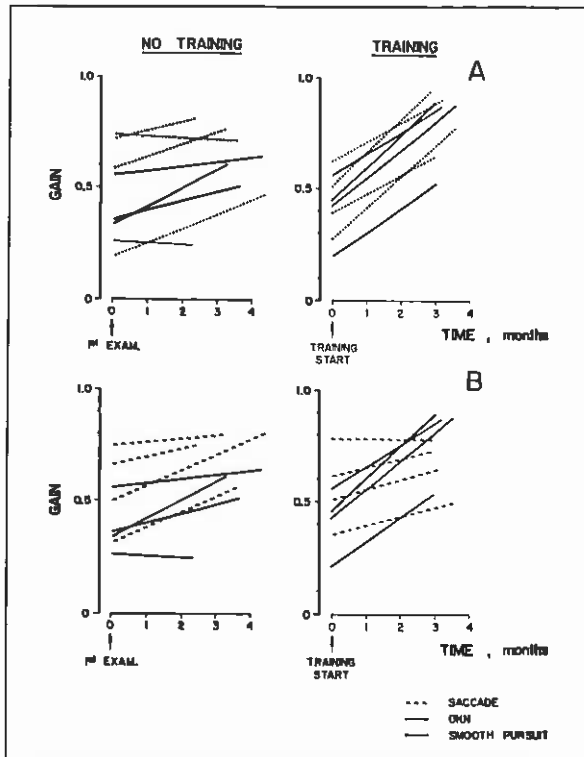 NO TRAINING
TRAINING
A
1.0
0.5
0
GAIN
0 1 2 3 4
1st EXAM.
1.0
0.5
0
0 1 2 3 4
TIME, months
TRAINING
START
B
1.0
0.5
0
GAIN
0 1 2 3 4
1st EXAM.
1.0
0.5
0
0 1 2 3 4
TIME, months
TRAINING
START
SACCADE
OKN
SMOOTH PURSUIT